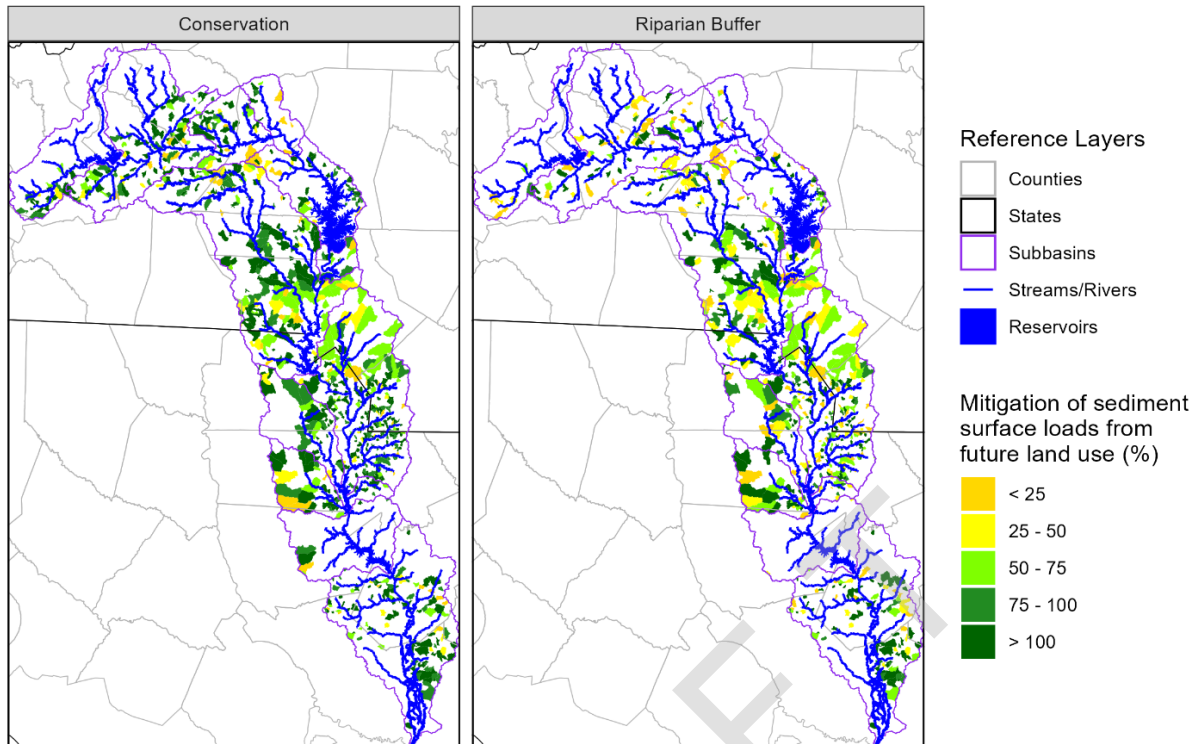 Conservation
Riparian Buffer
Reference Layers
Counties
States
Subbasins
Streams/Rivers
Reservoirs
Mitigation of sediment
surface loads from
future land use (%)
< 25
25 - 50
50 - 75
75 - 100
> 100